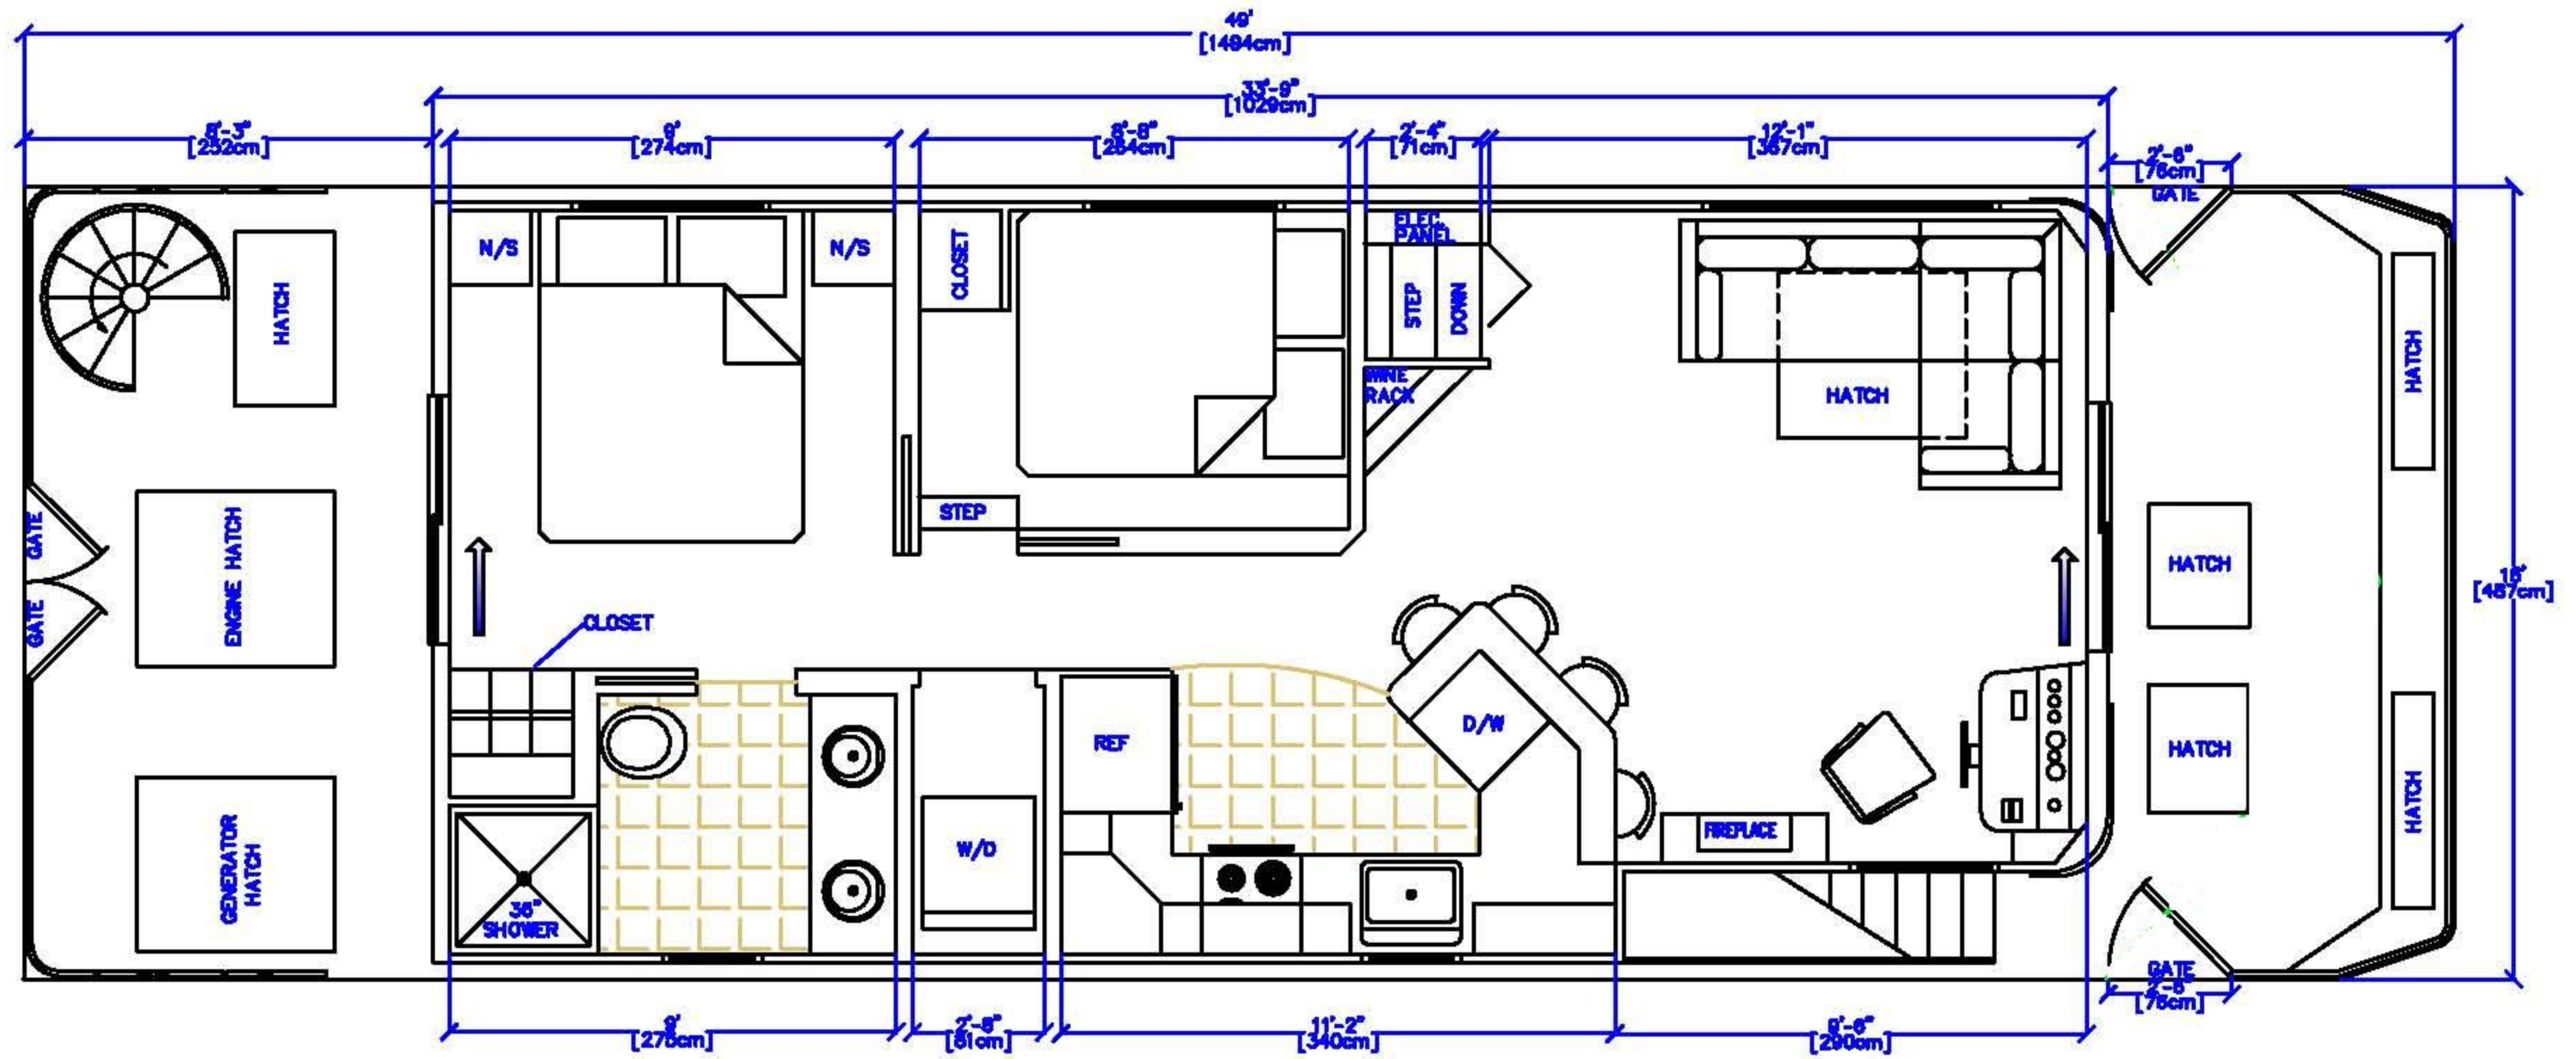 49'
[1494cm]
33'-9"
[1029cm]
8'-3"
[252cm]
9'
[274cm]
8'-8"
[264cm]
2'-4"
[71cm]
12'-1"
[367cm]
2'-6"
[76cm]
GATE
N/S
N/S
CLOSET
ELEC.
PANEL
STEP
DOWN
WINE
RACK
HATCH
HATCH
HATCH
STEP
GATE
GATE
ENGINE HATCH
CLOSET
HATCH
HATCH
16'
[487cm]
REF
D/W
W/D
FIREPLACE
HATCH
GENERATOR
HATCH
36"
SHOWER
GATE
2'-6"
[76cm]
9'
[275cm]
2'-8"
[81cm]
11'-2"
[340cm]
9'-6"
[290cm]